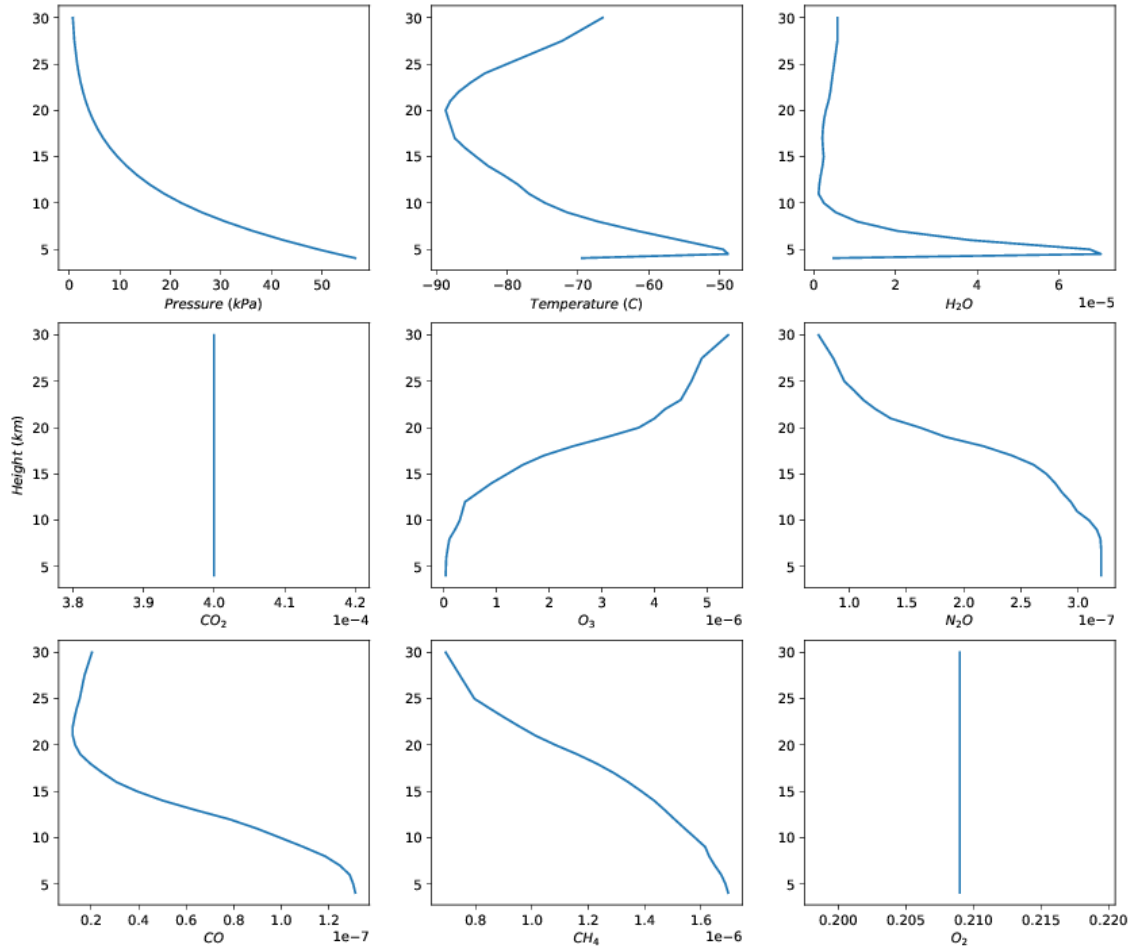 30
25
20
15
10
5
0 10 20 30 40 50
Pressure (kPa)
30
25
20
15
10
5
−90 −80 −70 −60 −50
Temperature (C)
30
25
20
15
10
5
0 2 4 6
1e-5
H2O
Height (km)
30
25
20
15
10
5
3.8 3.9 4.0 4.1 4.2
1e-4
CO2
30
25
20
15
10
5
0 1 2 3 4 5
1e-6
O3
30
25
20
15
10
5
1.0 1.5 2.0 2.5 3.0
1e-7
N2O
30
25
20
15
10
5
0.2 0.4 0.6 0.8 1.0 1.2
1e-7
CO
30
25
20
15
10
5
0.8 1.0 1.2 1.4 1.6
1e-6
CH4
30
25
20
15
10
5
0.200 0.205 0.210 0.215 0.220
O2